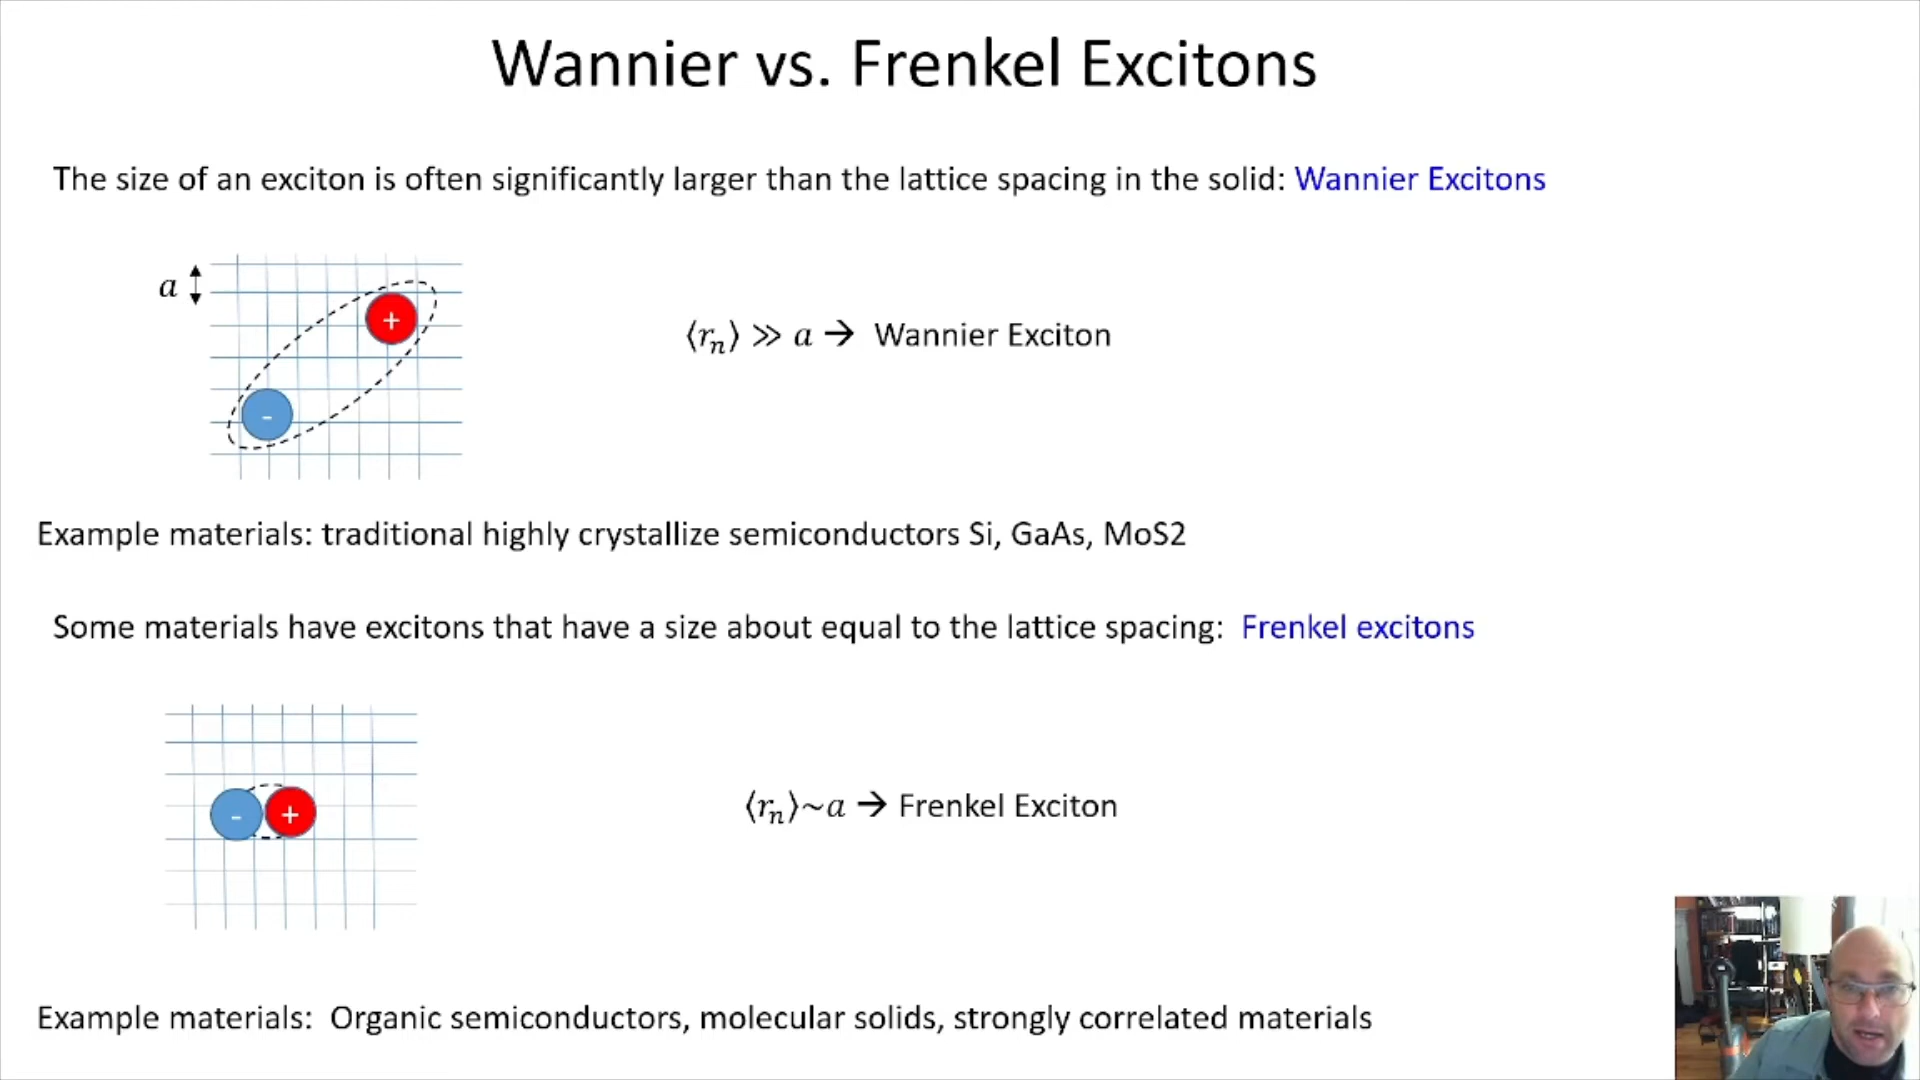 Wannier vs. Frenkel Excitons
The size of an exciton is often significantly larger than the lattice spacing in the solid: Wannier Excitons
a
+
-
⟨rₙ⟩ ≫ a → Wannier Exciton
Example materials: traditional highly crystallize semiconductors Si, GaAs, MoS2
Some materials have excitons that have a size about equal to the lattice spacing: Frenkel excitons
- +
⟨rₙ⟩~a → Frenkel Exciton
Example materials: Organic semiconductors, molecular solids, strongly correlated materials